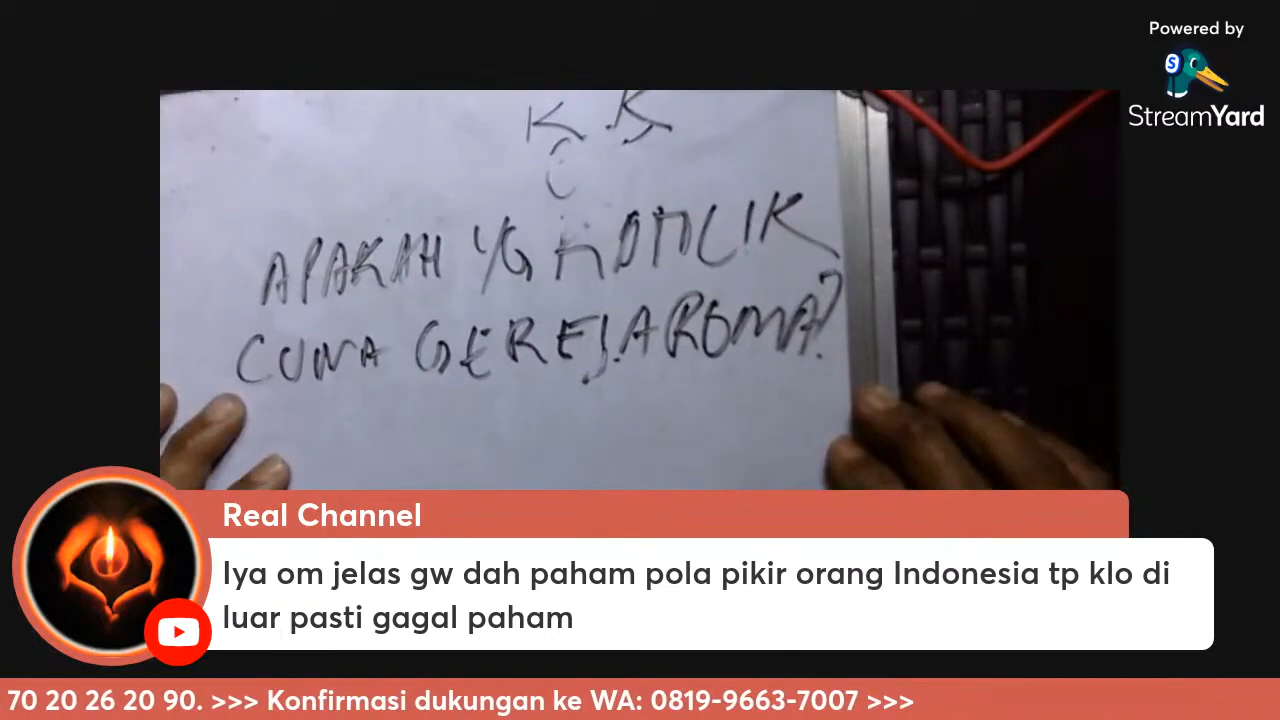 Powered by
StreamYard
K K
C
APAKAH YG KATOLIK
CUMA GEREJA ROMA?
Real Channel
Iya om jelas gw dah paham pola pikir orang Indonesia tp klo di
luar pasti gagal paham
70 20 26 20 90. >>> Konfirmasi dukungan ke WA: 0819-9663-7007 >>>